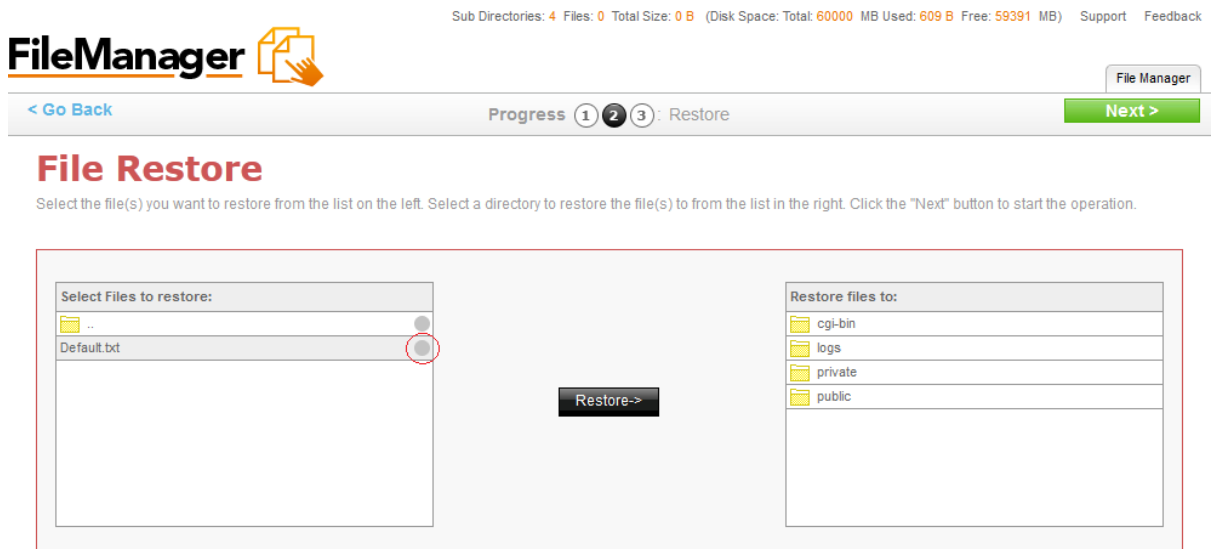 Sub Directories: 4 Files: 0 Total Size: 0 B (Disk Space: Total: 60000 MB Used: 609 B Free: 59391 MB) Support Feedback
FileManager
File Manager
< Go Back
Progress 1 2 3 : Restore
Next >
File Restore
Select the file(s) you want to restore from the list on the left. Select a directory to restore the file(s) to from the list in the right. Click the "Next" button to start the operation.
Select Files to restore:
..
Default.txt
Restore->
Restore files to:
cgi-bin
logs
private
public